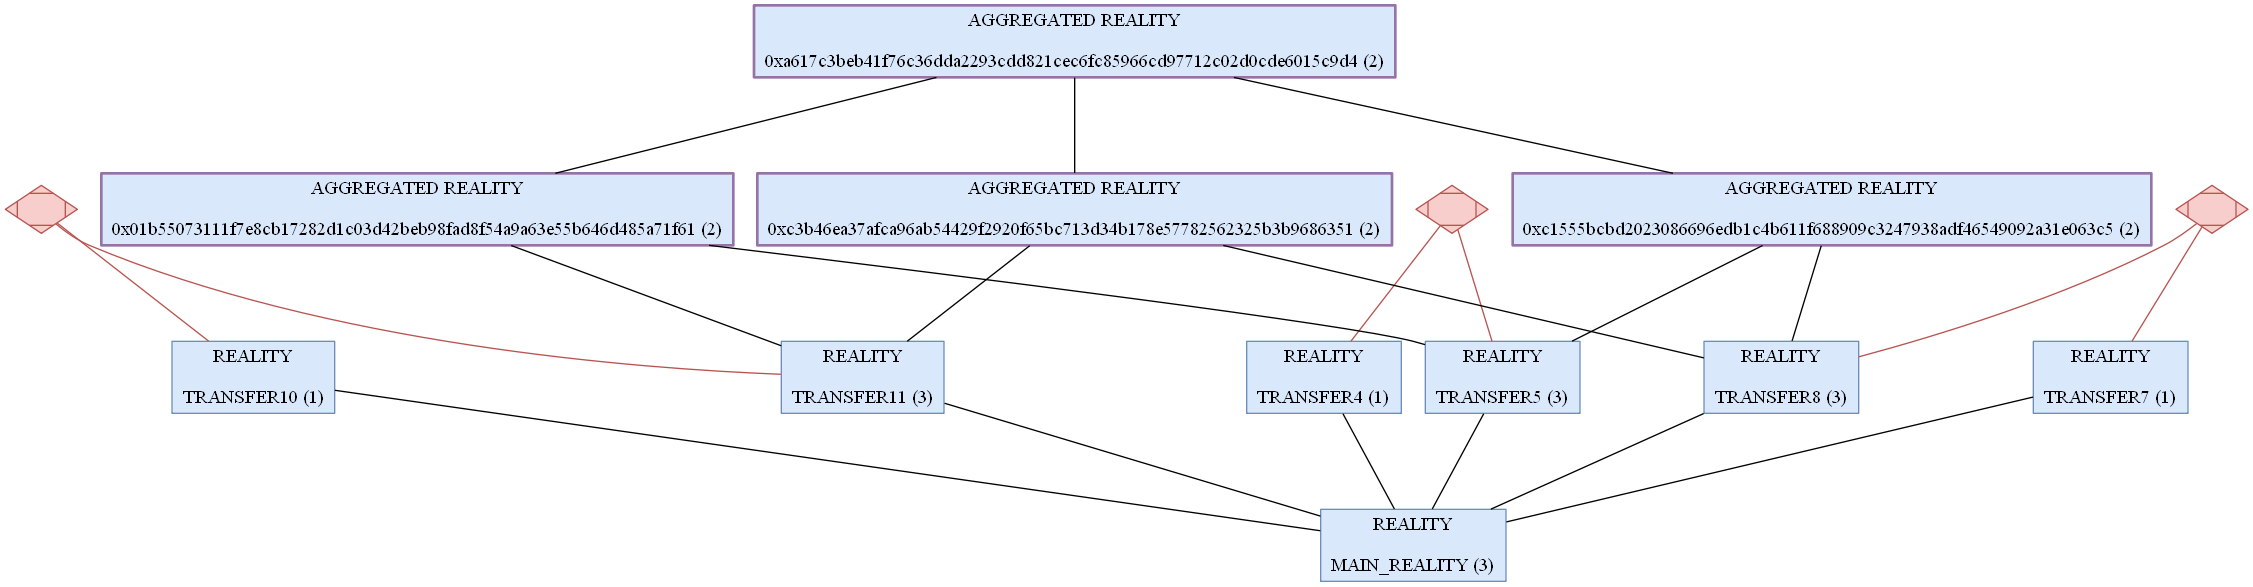 AGGREGATED REALITY
0xa617c3beb41f76c36dda2293cdd821cec6fc85966cd97712c02d0cde6015c9d4 (2)
AGGREGATED REALITY
0x01b55073111f7e8cb17282d1c03d42beb98fad8f54a9a63e55b646d485a71f61 (2)
AGGREGATED REALITY
0xc3b46ea37afca96ab54429f2920f65bc713d34b178e57782562325b3b9686351 (2)
AGGREGATED REALITY
0xc1555bcbd2023086696edb1c4b611f688909c3247938adf46549092a31e063c5 (2)
REALITY
TRANSFER10 (1)
REALITY
TRANSFER11 (3)
REALITY
TRANSFER4 (1)
REALITY
TRANSFER5 (3)
REALITY
TRANSFER8 (3)
REALITY
TRANSFER7 (1)
REALITY
MAIN_REALITY (3)